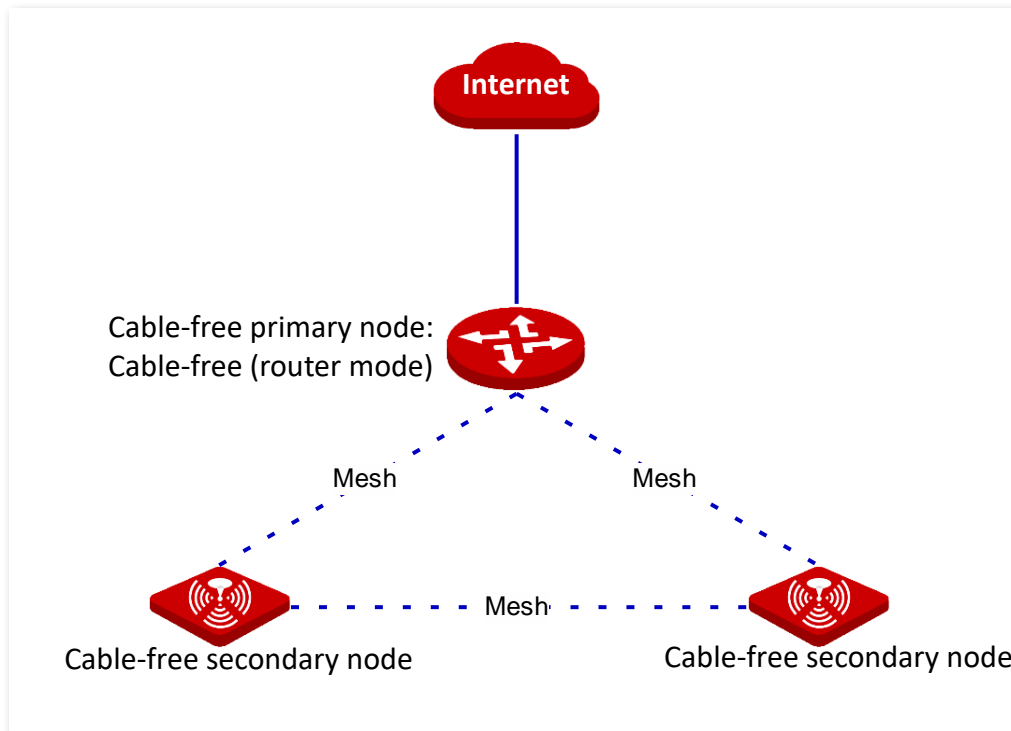 Internet
Cable-free primary node:
Cable-free (router mode)
Mesh
Mesh
Mesh
Cable-free secondary node
Cable-free secondary node